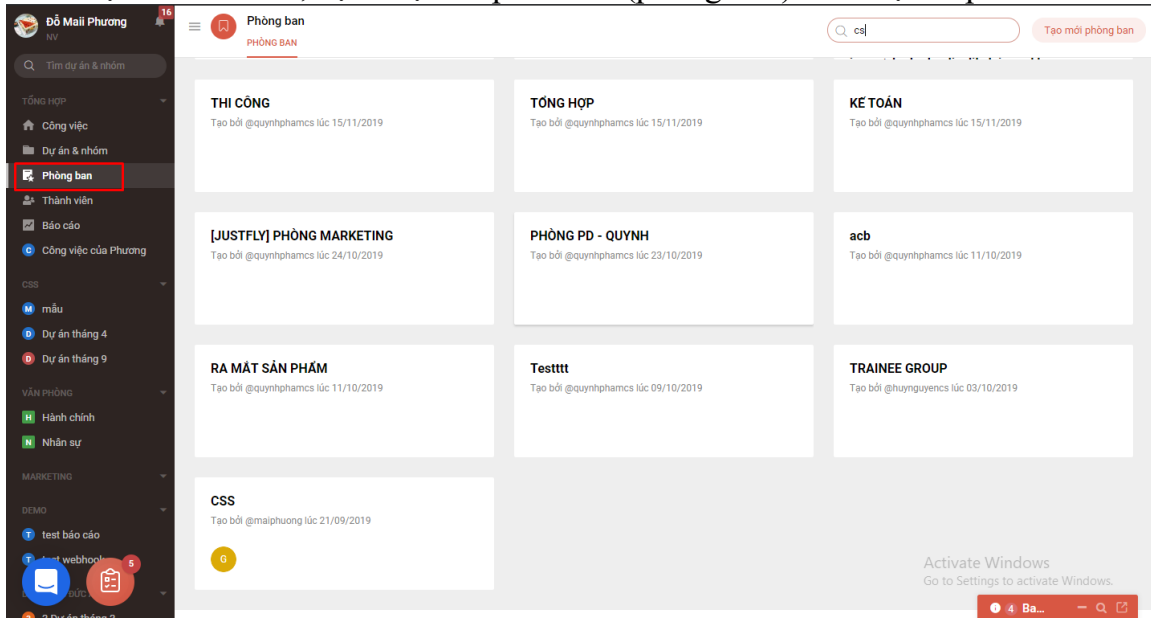 Đỗ Maii Phương
16
NV
Tìm dự án & nhóm
TỔNG HỢP
Công việc
Dự án & nhóm
Phòng ban
Thành viên
Báo cáo
C Công việc của Phương
CSS
M mẫu
D Dự án tháng 4
D Dự án tháng 9
VĂN PHÒNG
H Hành chính
N Nhân sự
MARKETING
DEMO
T test báo cáo
T webhook
5
ĐỨC
Phòng ban
PHÒNG BAN
cs
Tạo mới phòng ban
THI CÔNG
Tạo bởi @quynhphamcs lúc 15/11/2019
TỔNG HỢP
Tạo bởi @quynhphamcs lúc 15/11/2019
KẾ TOÁN
Tạo bởi @quynhphamcs lúc 15/11/2019
[JUSTFLY] PHÒNG MARKETING
Tạo bởi @quynhphamcs lúc 24/10/2019
PHÒNG PD - QUYNH
Tạo bởi @quynhphamcs lúc 23/10/2019
acb
Tạo bởi @quynhphamcs lúc 11/10/2019
RA MẮT SẢN PHẨM
Tạo bởi @quynhphamcs lúc 11/10/2019
Testttt
Tạo bởi @quynhphamcs lúc 09/10/2019
TRAINEE GROUP
Tạo bởi @huynguyencs lúc 03/10/2019
CSS
Tạo bởi @maiphuong lúc 21/09/2019
G
Activate Windows
Go to Settings to activate Windows.
4 Ba...